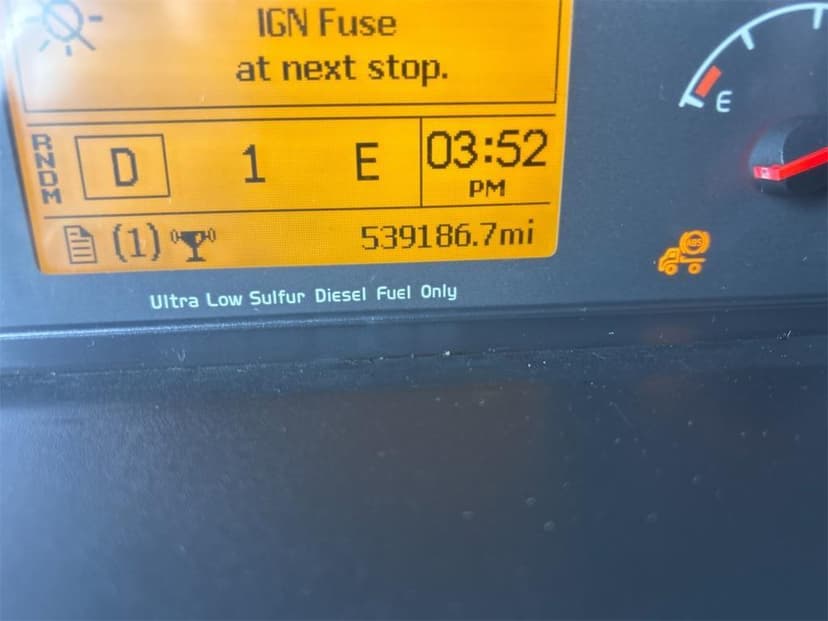 IGN Fuse
at next stop.
RNDM D 1 E 03:52
PM
(1) 539186.7mi
Ultra Low Sulfur Diesel Fuel Only
E
ABS